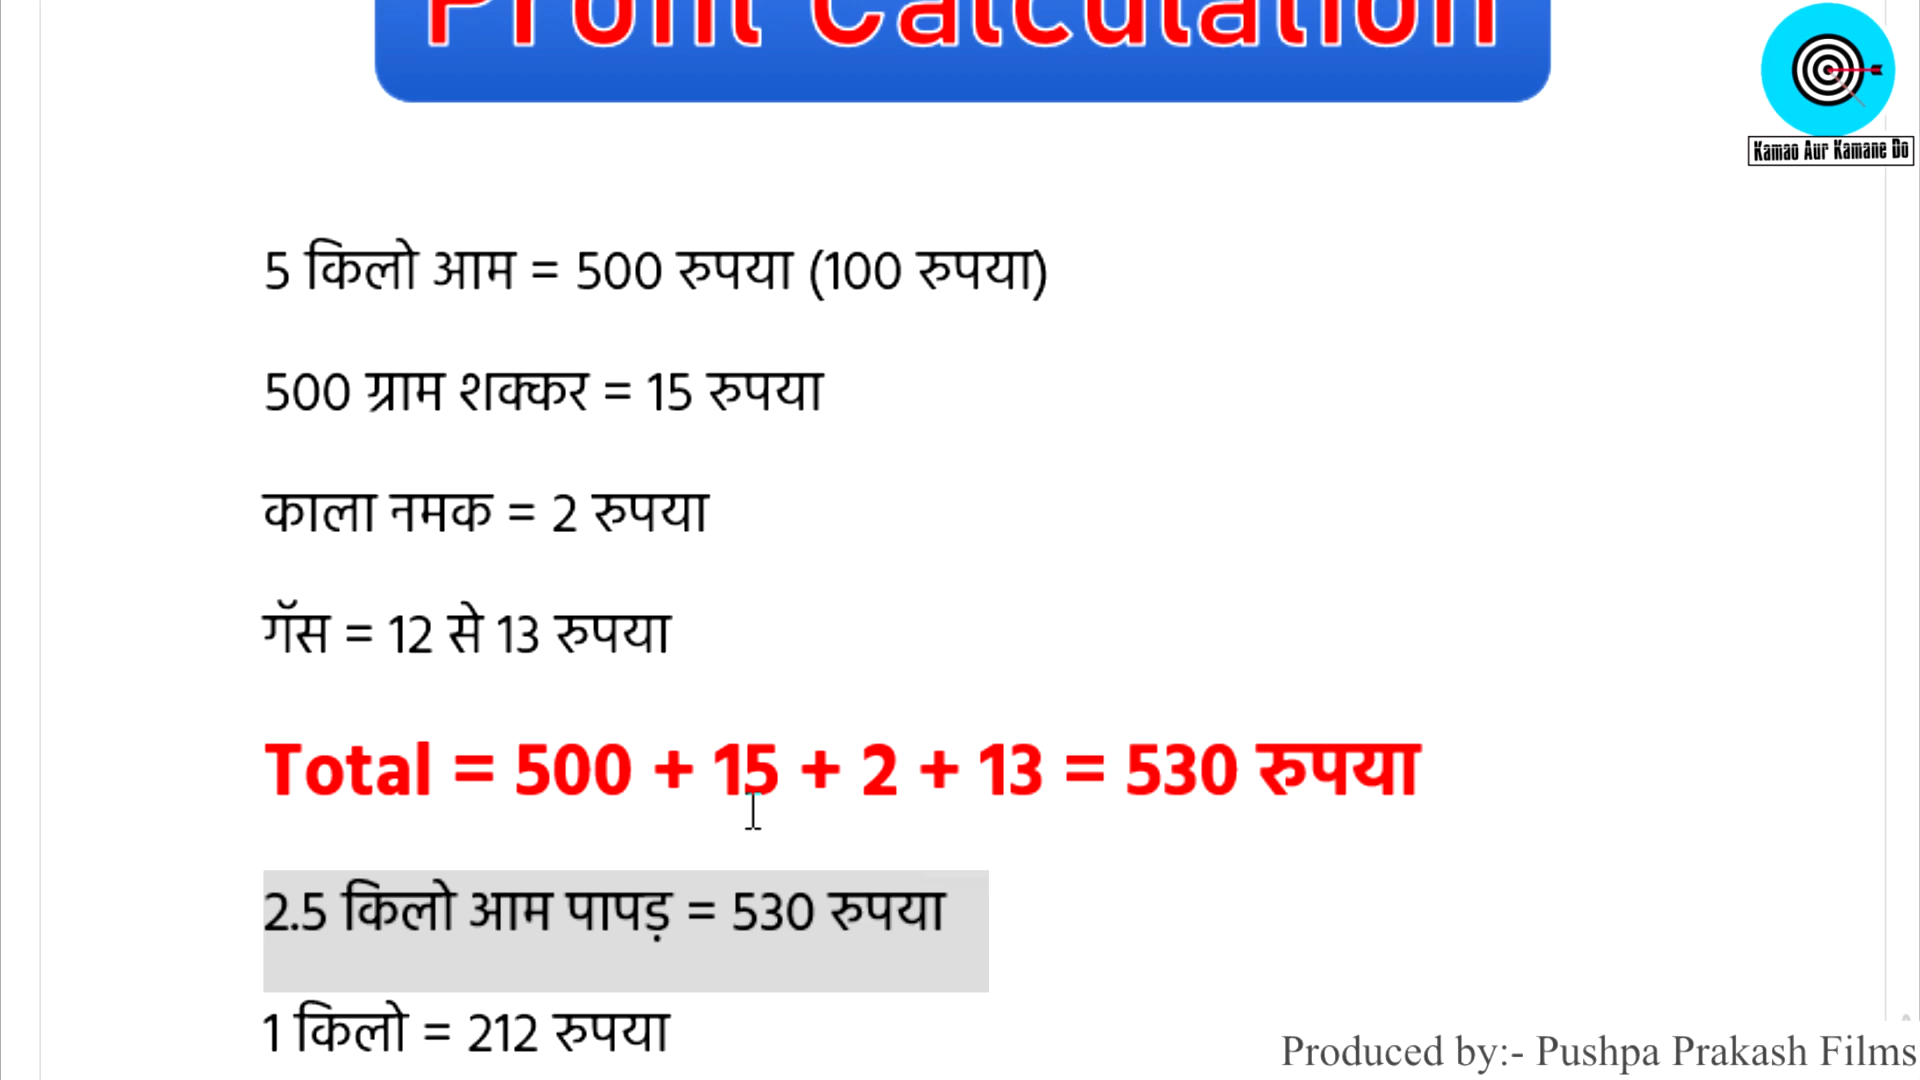 Profit Calculation
Kamao Aur Kamane Do
5 किलो आम = 500 रुपया (100 रुपया)
500 ग्राम शक्कर = 15 रुपया
काला नमक = 2 रुपया
गॅस = 12 से 13 रुपया
Total = 500 + 15 + 2 + 13 = 530 रुपया
2.5 किलो आम पापड़ = 530 रुपया
1 किलो = 212 रुपया
Produced by:- Pushpa Prakash Films